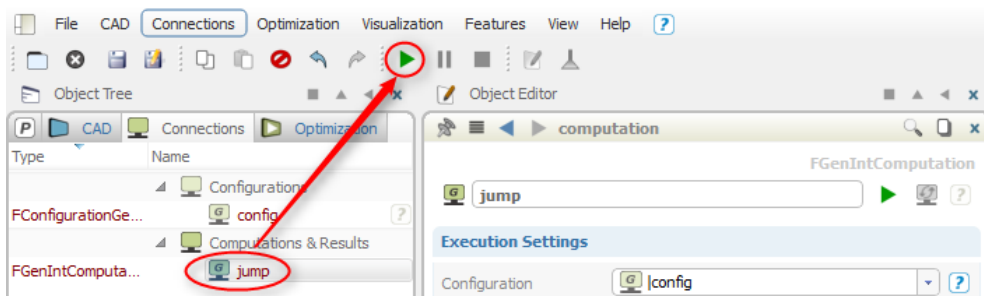 File CAD Connections Optimization Visualization Features View Help ?
Object Tree
Object Editor
P CAD Connections Optimization
computation
Type Name
FGenIntComputation
Configurations
G jump
FConfigurationGe... G config ?
?
Computations & Results
Execution Settings
FGenIntComputa... G jump
Configuration G |config ?